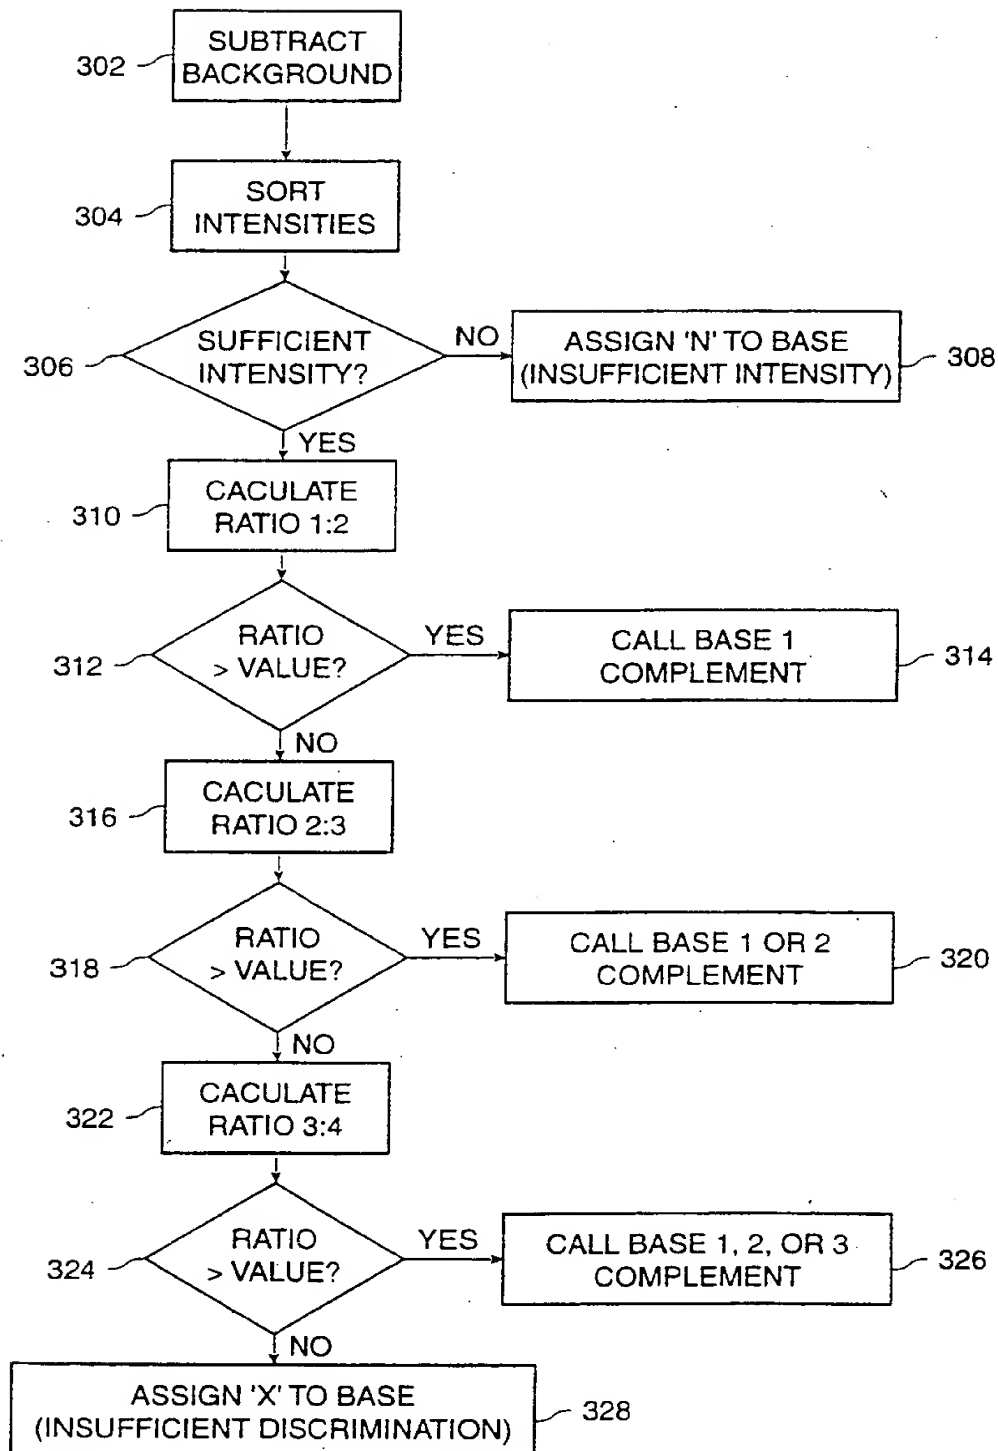 302
SUBTRACT
BACKGROUND
304
SORT
INTENSITIES
306
SUFFICIENT
INTENSITY?
NO
ASSIGN 'N' TO BASE
(INSUFFICIENT INTENSITY)
308
YES
310
CACULATE
RATIO 1:2
312
RATIO
> VALUE?
YES
CALL BASE 1
COMPLEMENT
314
NO
316
CACULATE
RATIO 2:3
318
RATIO
> VALUE?
YES
CALL BASE 1 OR 2
COMPLEMENT
320
NO
322
CACULATE
RATIO 3:4
324
RATIO
> VALUE?
YES
CALL BASE 1, 2, OR 3
COMPLEMENT
326
NO
ASSIGN 'X' TO BASE
(INSUFFICIENT DISCRIMINATION)
328